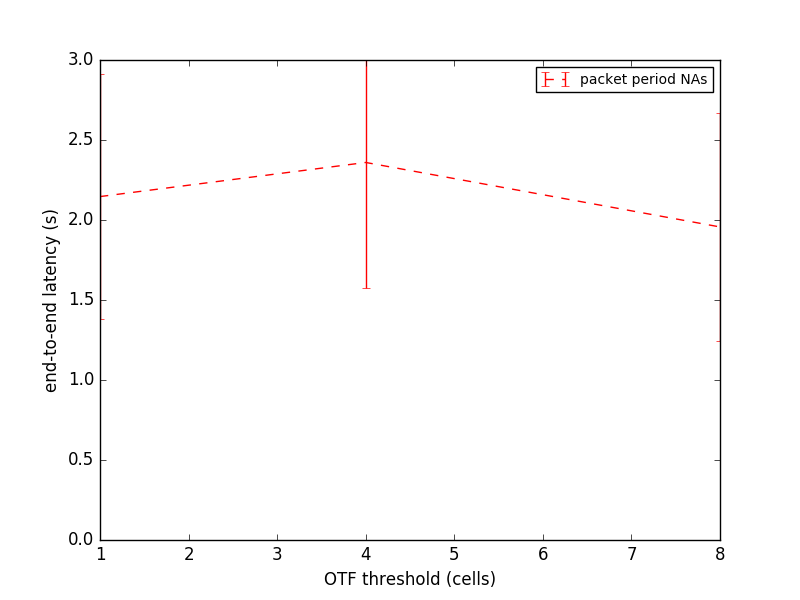 packet period NAs
3.0
2.5
2.0
1.5
1.0
0.5
0.0
end-to-end latency (s)
1 2 3 4 5 6 7 8
OTF threshold (cells)